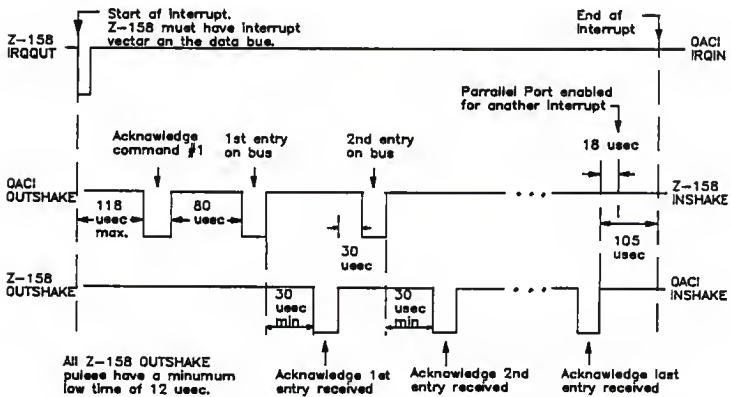 Start of interrupt.
Z-158 must have interrupt
vector on the data bus.
End of
interrupt
Z-158
IRQOUT
QACI
IRQIN
Parrallel Port enabled
for another interrupt
18 usec
Acknowledge
command #1
1st entry
on bus
2nd entry
on bus
QACI
OUTSHAKE
Z-158
INSHAKE
118
usec
max.
80
usec
30
usec
105
usec
Z-158
OUTSHAKE
QACI
INSHAKE
30
usec
min
30
usec
min
All Z-158 OUTSHAKE
pulses have a minumum
low time of 12 usec.
Acknowledge 1st
entry received
Acknowledge 2nd
entry received
Acknowledge last
entry received